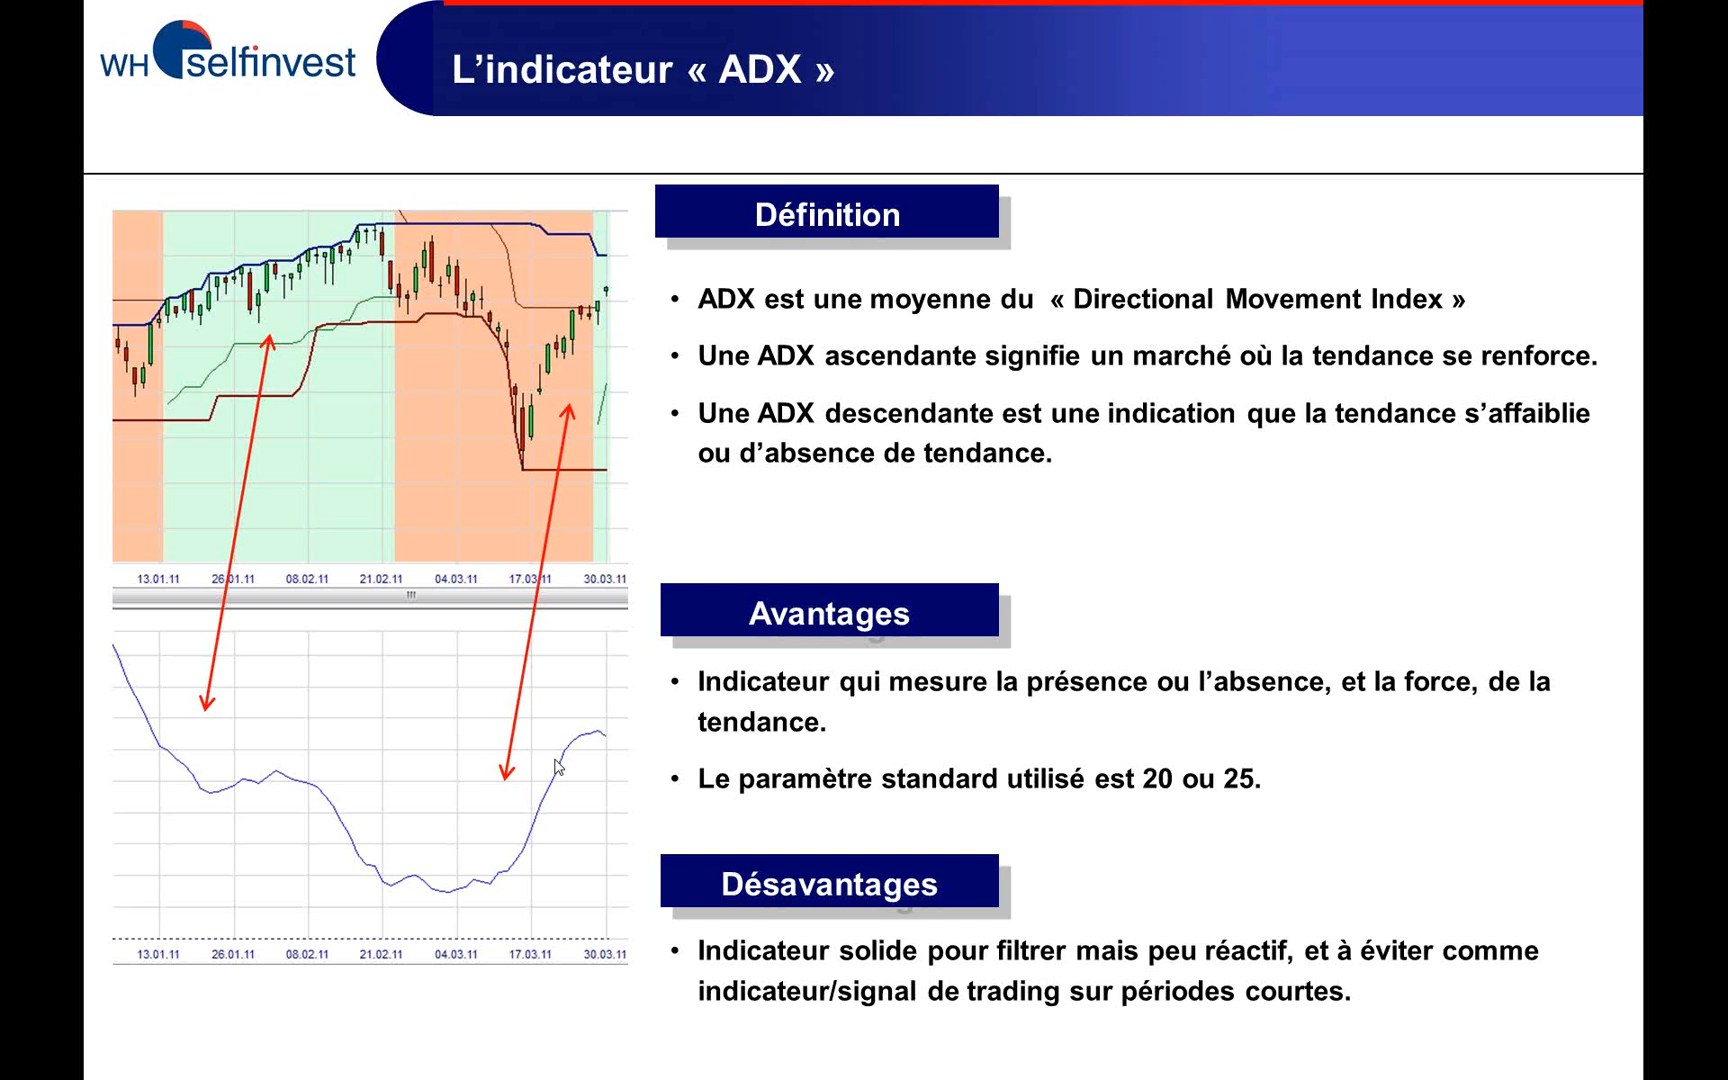 WH selfinvest
L’indicateur « ADX »
Définition
• ADX est une moyenne du « Directional Movement Index »
• Une ADX ascendante signifie un marché où la tendance se renforce.
• Une ADX descendante est une indication que la tendance s’affaiblie
ou d’absence de tendance.
13.01.11 26.01.11 08.02.11 21.02.11 04.03.11 17.03.11 30.03.11
Avantages
• Indicateur qui mesure la présence ou l’absence, et la force, de la
tendance.
• Le paramètre standard utilisé est 20 ou 25.
Désavantages
• Indicateur solide pour filtrer mais peu réactif, et à éviter comme
indicateur/signal de trading sur périodes courtes.
13.01.11 26.01.11 08.02.11 21.02.11 04.03.11 17.03.11 30.03.11